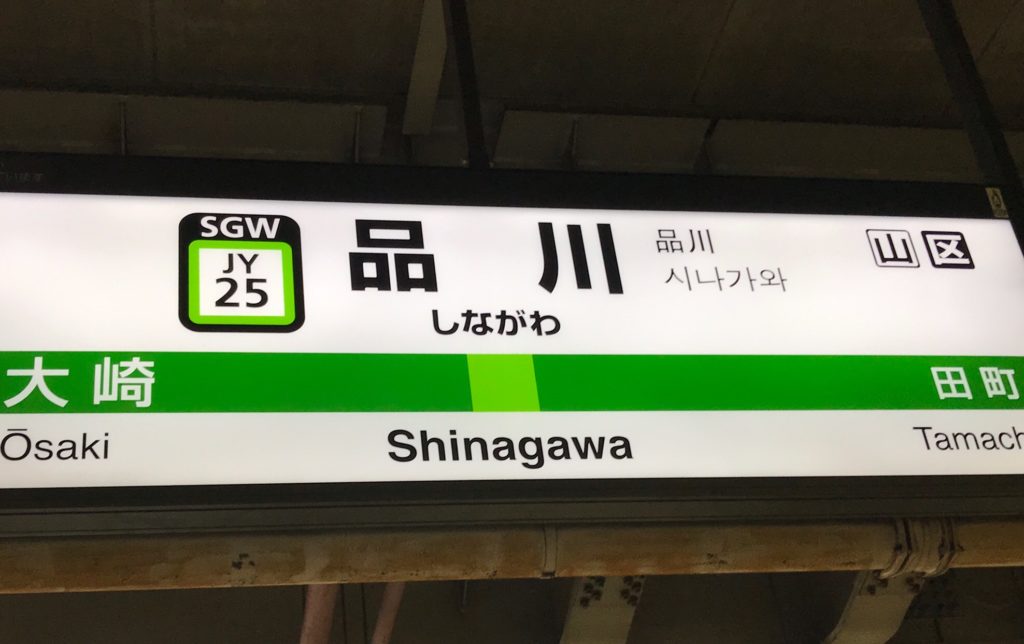 SGW
JY
25
品川
品川
시나가와
山 区
しながわ
大崎
田町
Ōsaki
Shinagawa
Tamach